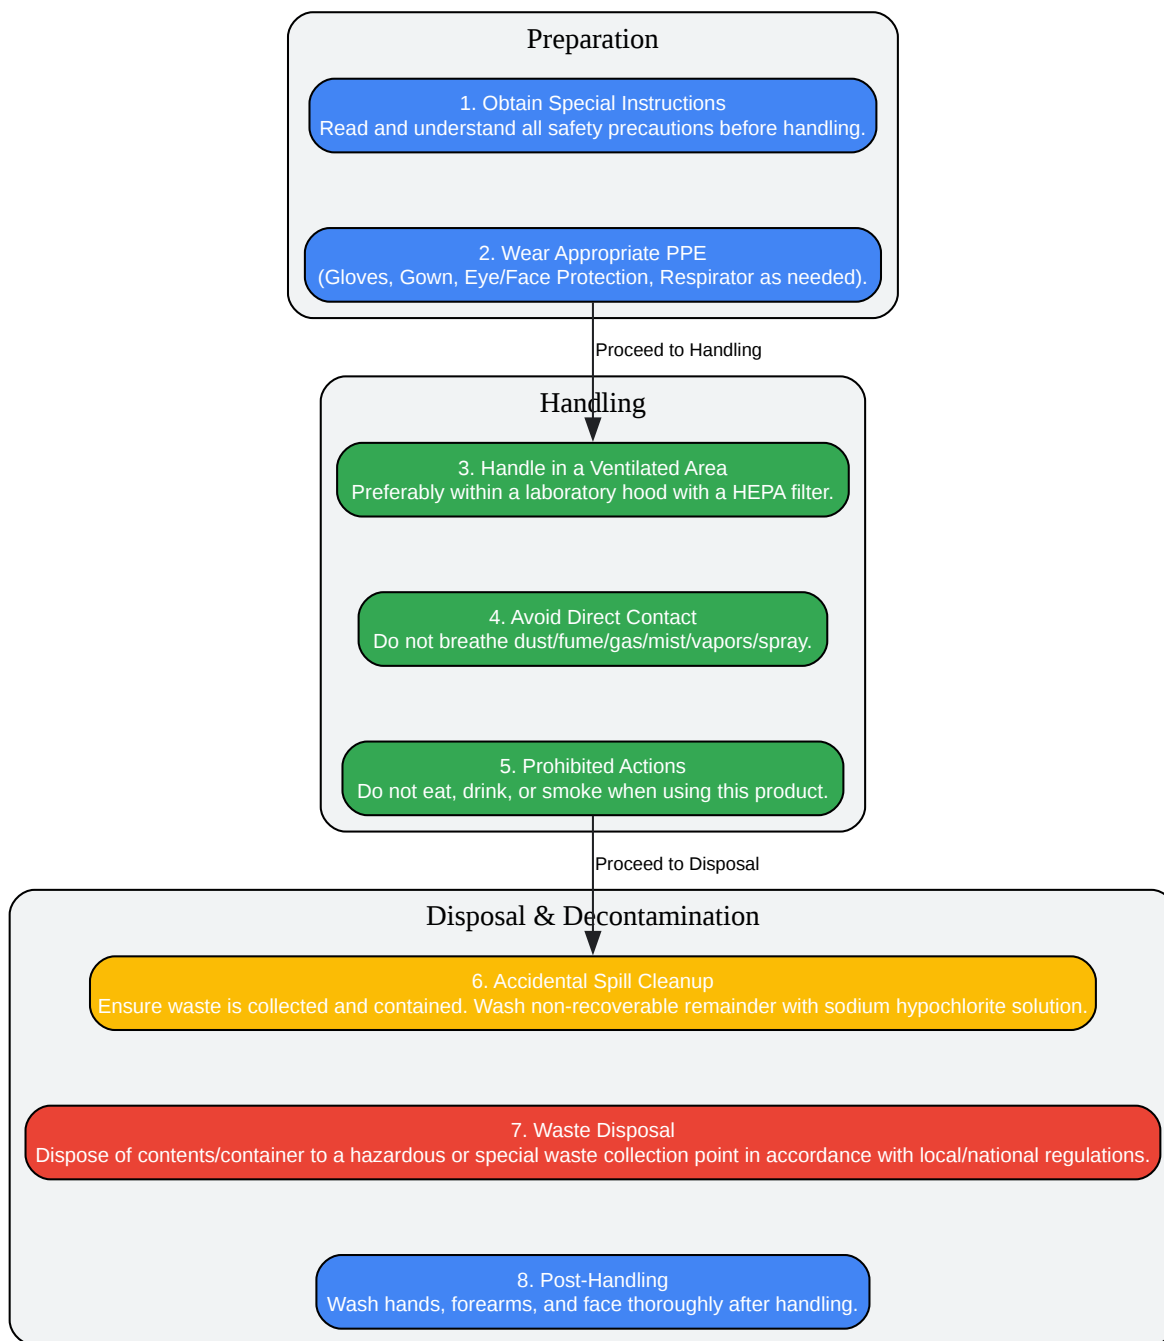 Preparation
1. Obtain Special Instructions
Read and understand all safety precautions before handling.
2. Wear Appropriate PPE
(Gloves, Gown, Eye/Face Protection, Respirator as needed).
Proceed to Handling
Handling
3. Handle in a Ventilated Area
Preferably within a laboratory hood with a HEPA filter.
4. Avoid Direct Contact
Do not breathe dust/fume/gas/mist/vapors/spray.
5. Prohibited Actions
Do not eat, drink, or smoke when using this product.
Proceed to Disposal
Disposal & Decontamination
6. Accidental Spill Cleanup
Ensure waste is collected and contained. Wash non-recoverable remainder with sodium hypochlorite solution.
7. Waste Disposal
Dispose of contents/container to a hazardous or special waste collection point in accordance with local/national regulations.
8. Post-Handling
Wash hands, forearms, and face thoroughly after handling.